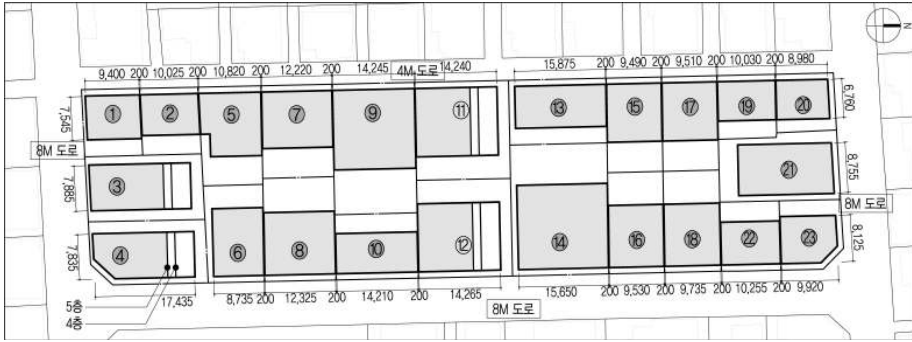 N
4M 도로
9,400 200 10,025 200 10,820 200 12,220 200 14,245 200 14,240
15,875 200 9,490 200 9,510 200 10,030 200 8,980
7,545
① ② ⑤ ⑦ ⑨ ⑪ ⑬ ⑮ ⑰ ⑲ ⑳
6,760
8M 도로
7,885
③
㉑
8,755
8M 도로
7,835
④ ⑥ ⑧ ⑩ ⑫ ⑭ ⑯ ⑱ ㉒ ㉓
8,125
5층
4층
17,435
8,735 200 12,325 200 14,210 200 14,265
15,650 200 9,530 200 9,735 200 10,255 200 9,920
8M 도로